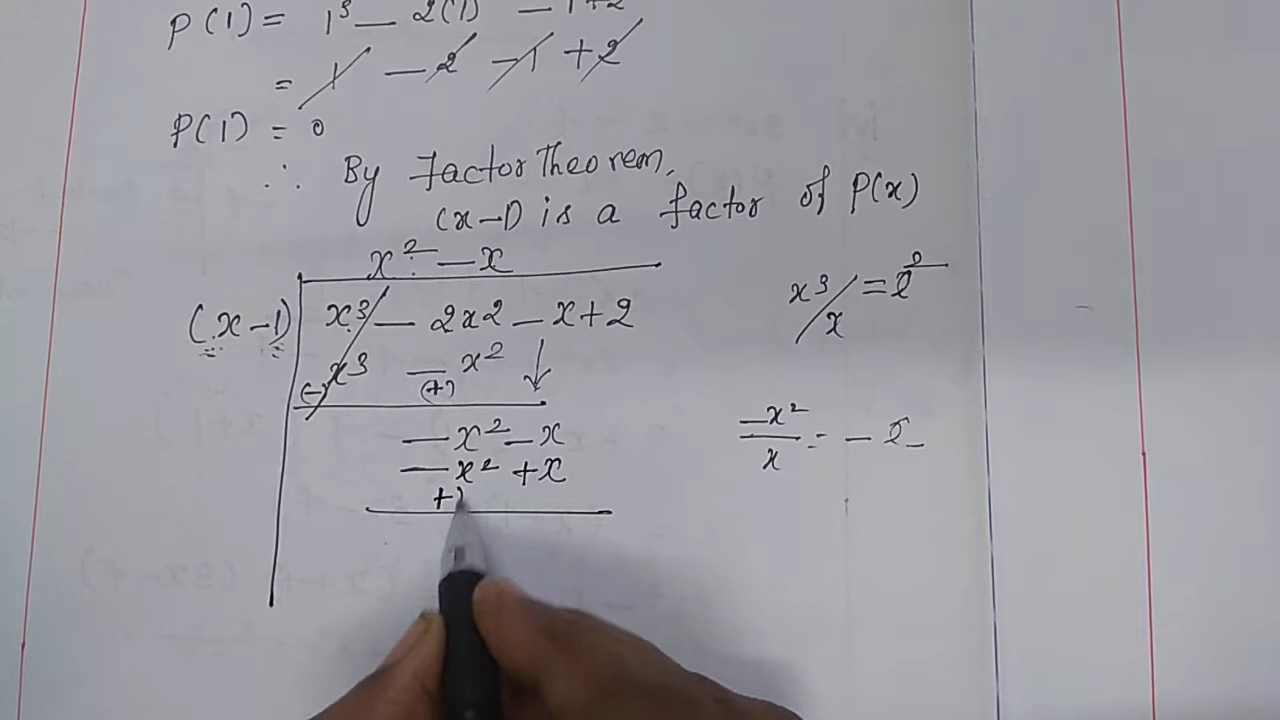 P(1) = 1³ - 2(1) - 1+2
= 1 - 2 - 1 + 2
P(1) = 0
∴ By Factor Theorem,
(x-1) is a factor of P(x)
x² - x
(x-1) x³ - 2x2 - x+2
x³ - x²
(-) (+)
- x² - x
- x² + x
+)
x³/x =
-x²/x = -